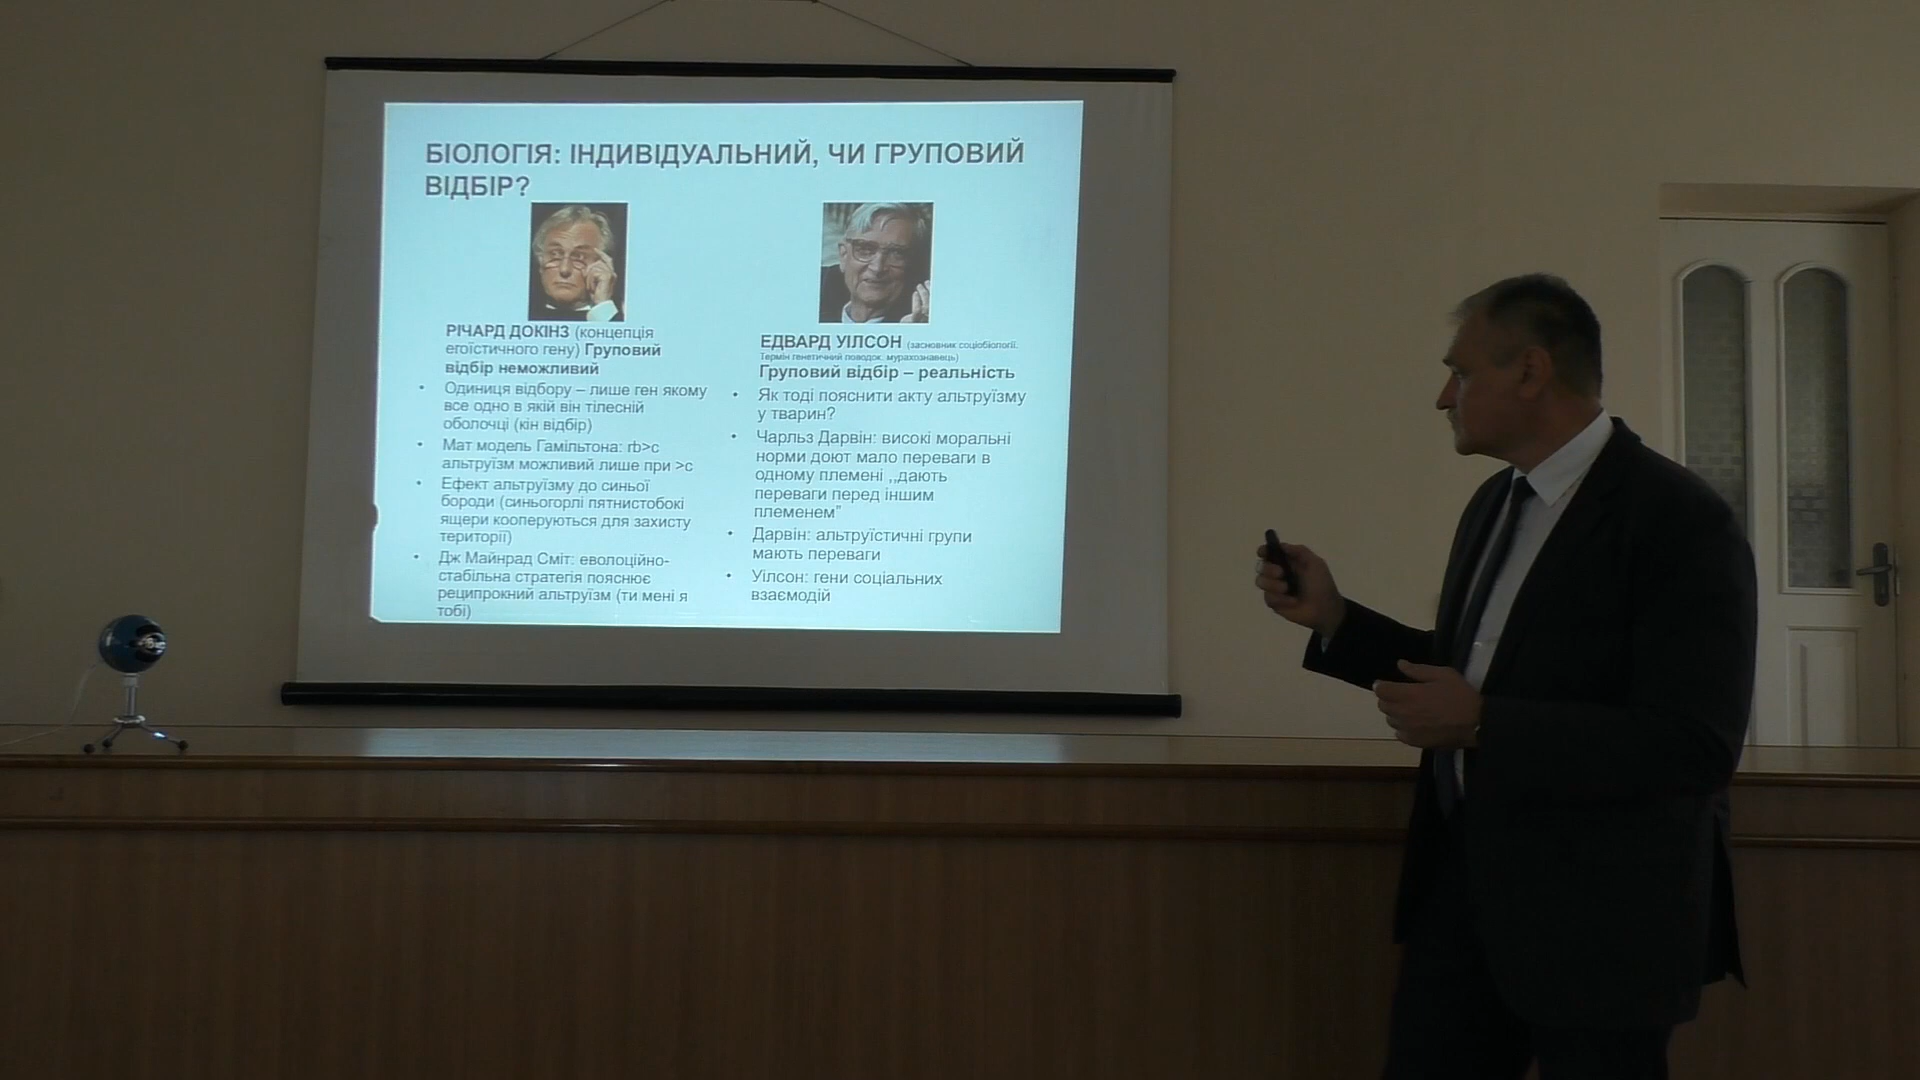 БІОЛОГІЯ: ІНДИВІДУАЛЬНИЙ, ЧИ ГРУПОВИЙ
ВІДБІР?
РІЧАРД ДОКІНЗ (концепція
егоїстичного гену) Груповий
відбір неможливий
• Одиниця відбору – лише ген якому
все одно в якій він тілесній
оболочці (кін відбір)
• Мат модель Гамільтона: rb>c
альтруїзм можливий лише при >c
• Ефект альтруїзму до синьої
бороди (синьогорлі пятнистобокі
ящери кооперуються для захисту
території)
• Дж Майнрад Сміт: еволоційно-
стабільна стратегія пояснює
реципрокний альтруїзм (ти мені я
тобі)
ЕДВАРД УІЛСОН (засновник соціобіології.
Термін генетичний поводок. мурахознавець)
Груповий відбір – реальність
• Як тоді пояснити акту альтруїзму
у тварин?
• Чарльз Дарвін: високі моральні
норми доют мало переваги в
одному племені ,,дають
переваги перед іншим
племенем"
• Дарвін: альтруїстичні групи
мають переваги
• Уілсон: гени соціальних
взаємодій